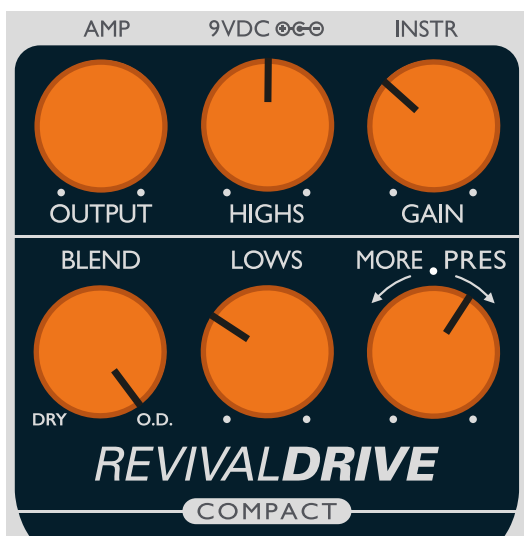 AMP 9VDC INSTR
OUTPUT HIGHS GAIN
BLEND LOWS MORE PRES
DRY O.D.
REVIVALDRIVE
COMPACT